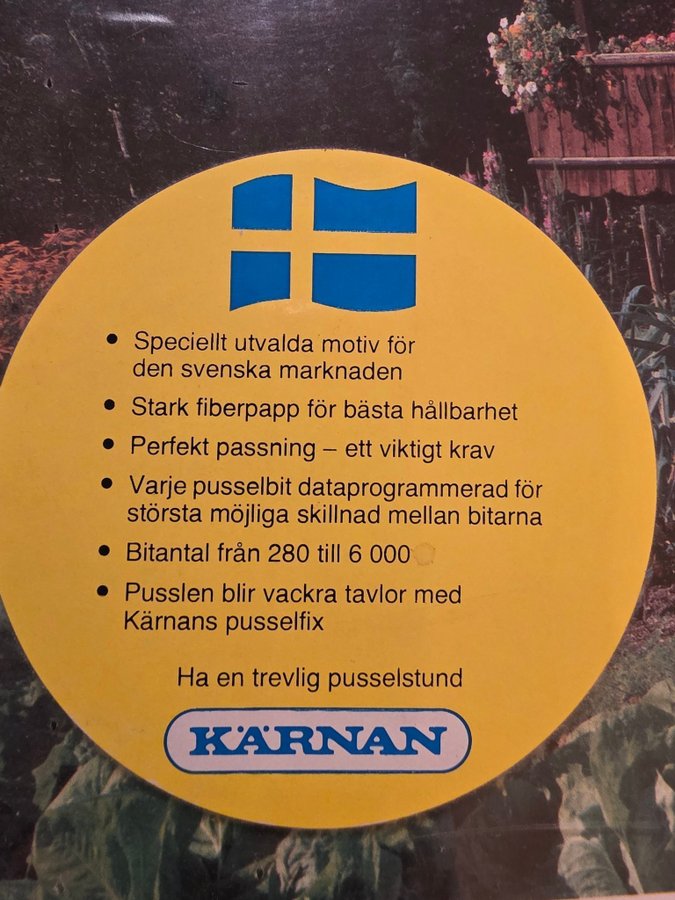 • Speciellt utvalda motiv för
den svenska marknaden
• Stark fiberpapp för bästa hållbarhet
• Perfekt passning – ett viktigt krav
• Varje pusselbit dataprogrammerad för
största möjliga skillnad mellan bitarna
• Bitantal från 280 till 6 000
• Pusslen blir vackra tavlor med
Kärnans pusselfix
Ha en trevlig pusselstund
KÄRNAN